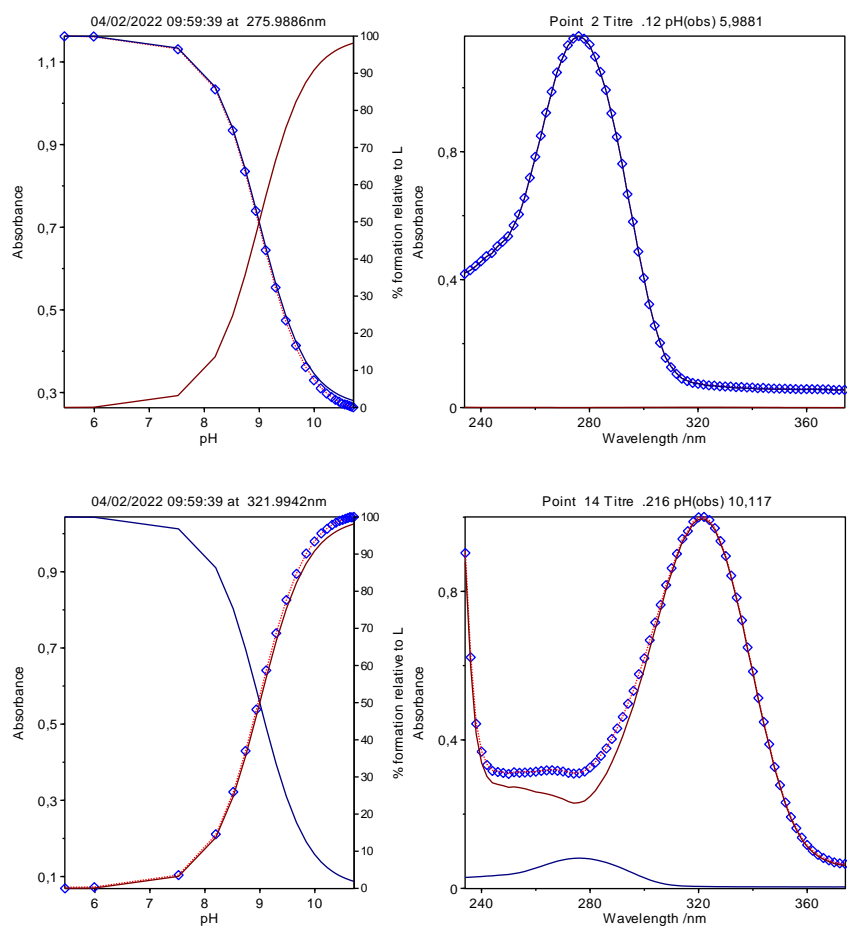 04/02/2022 09:59:39 at 275.9886nm
1,1
0,9
0,7
0,5
0,3
Absorbance
100
90
80
70
60
50
40
30
20
10
0
% formation relative to L
6 7 8 9 10
pH
Point 2 Titre .12 pH(obs) 5,9881
0,8
0,4
0
Absorbance
240 280 320 360
Wavelength /nm
04/02/2022 09:59:39 at 321.9942nm
0,9
0,7
0,5
0,3
0,1
Absorbance
100
90
80
70
60
50
40
30
20
10
0
% formation relative to L
6 7 8 9 10
pH
Point 14 Titre .216 pH(obs) 10,117
0,8
0,4
0
Absorbance
240 280 320 360
Wavelength /nm